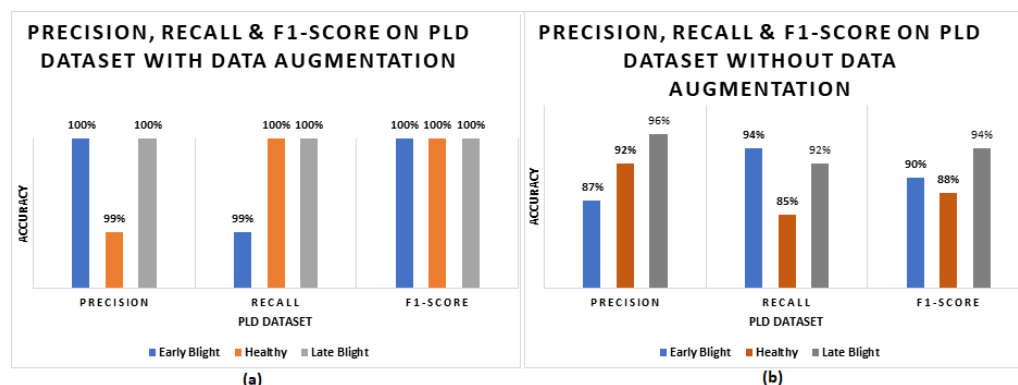 PRECISION, RECALL & F1-SCORE ON PLD
DATASET WITH DATA AUGMENTATION
100%
99%
100%
99%
100%
100%
100%
100%
100%
ACCURACY
PRECISION
RECALL
F1-SCORE
PLD DATASET
Early Blight
Healthy
Late Blight
(a)
PRECISION, RECALL & F1-SCORE ON PLD
DATASET WITHOUT DATA
AUGMENTATION
87%
92%
96%
94%
85%
92%
90%
88%
94%
ACCURACY
PRECISION
RECALL
F1-SCORE
PLD DATASET
Early Blight
Healthy
Late Blight
(b)